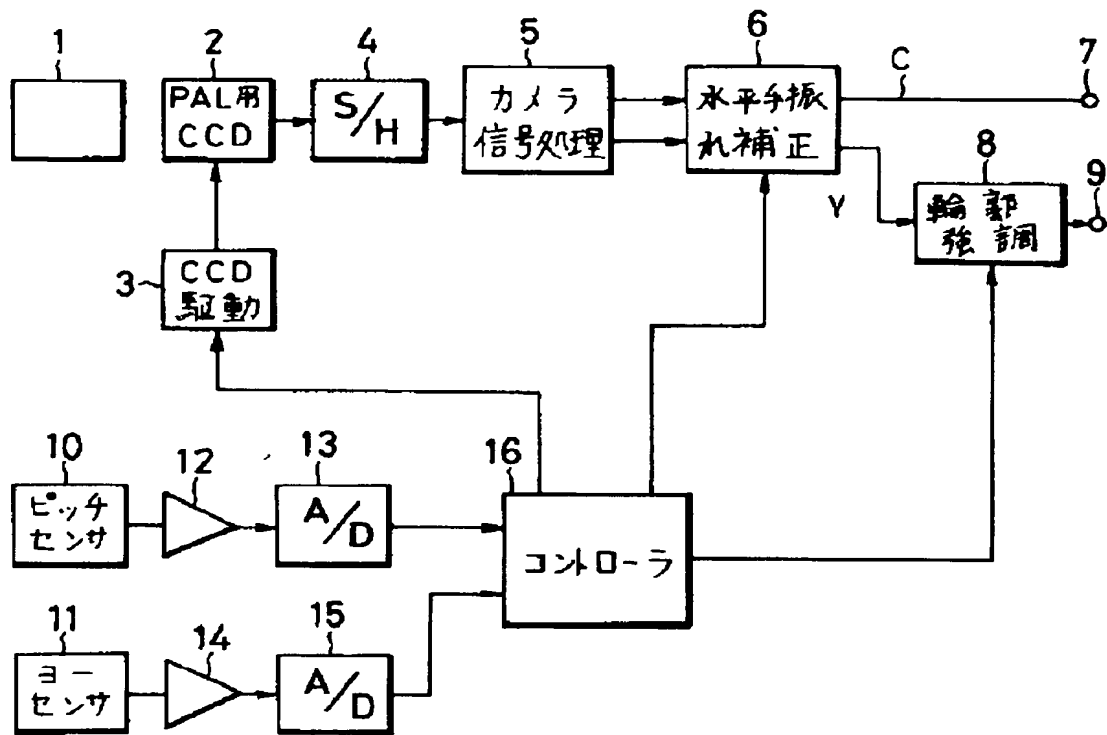 1
2
PAL用
CCD
4
S/H
5
カメラ
信号処理
6
水平手振
れ補正
C
7
Y
8
輪郭
強調
9
3
CCD
駆動
10
ピッチ
センサ
12
13
A/D
16
コントローラ
11
ヨー
センサ
14
15
A/D